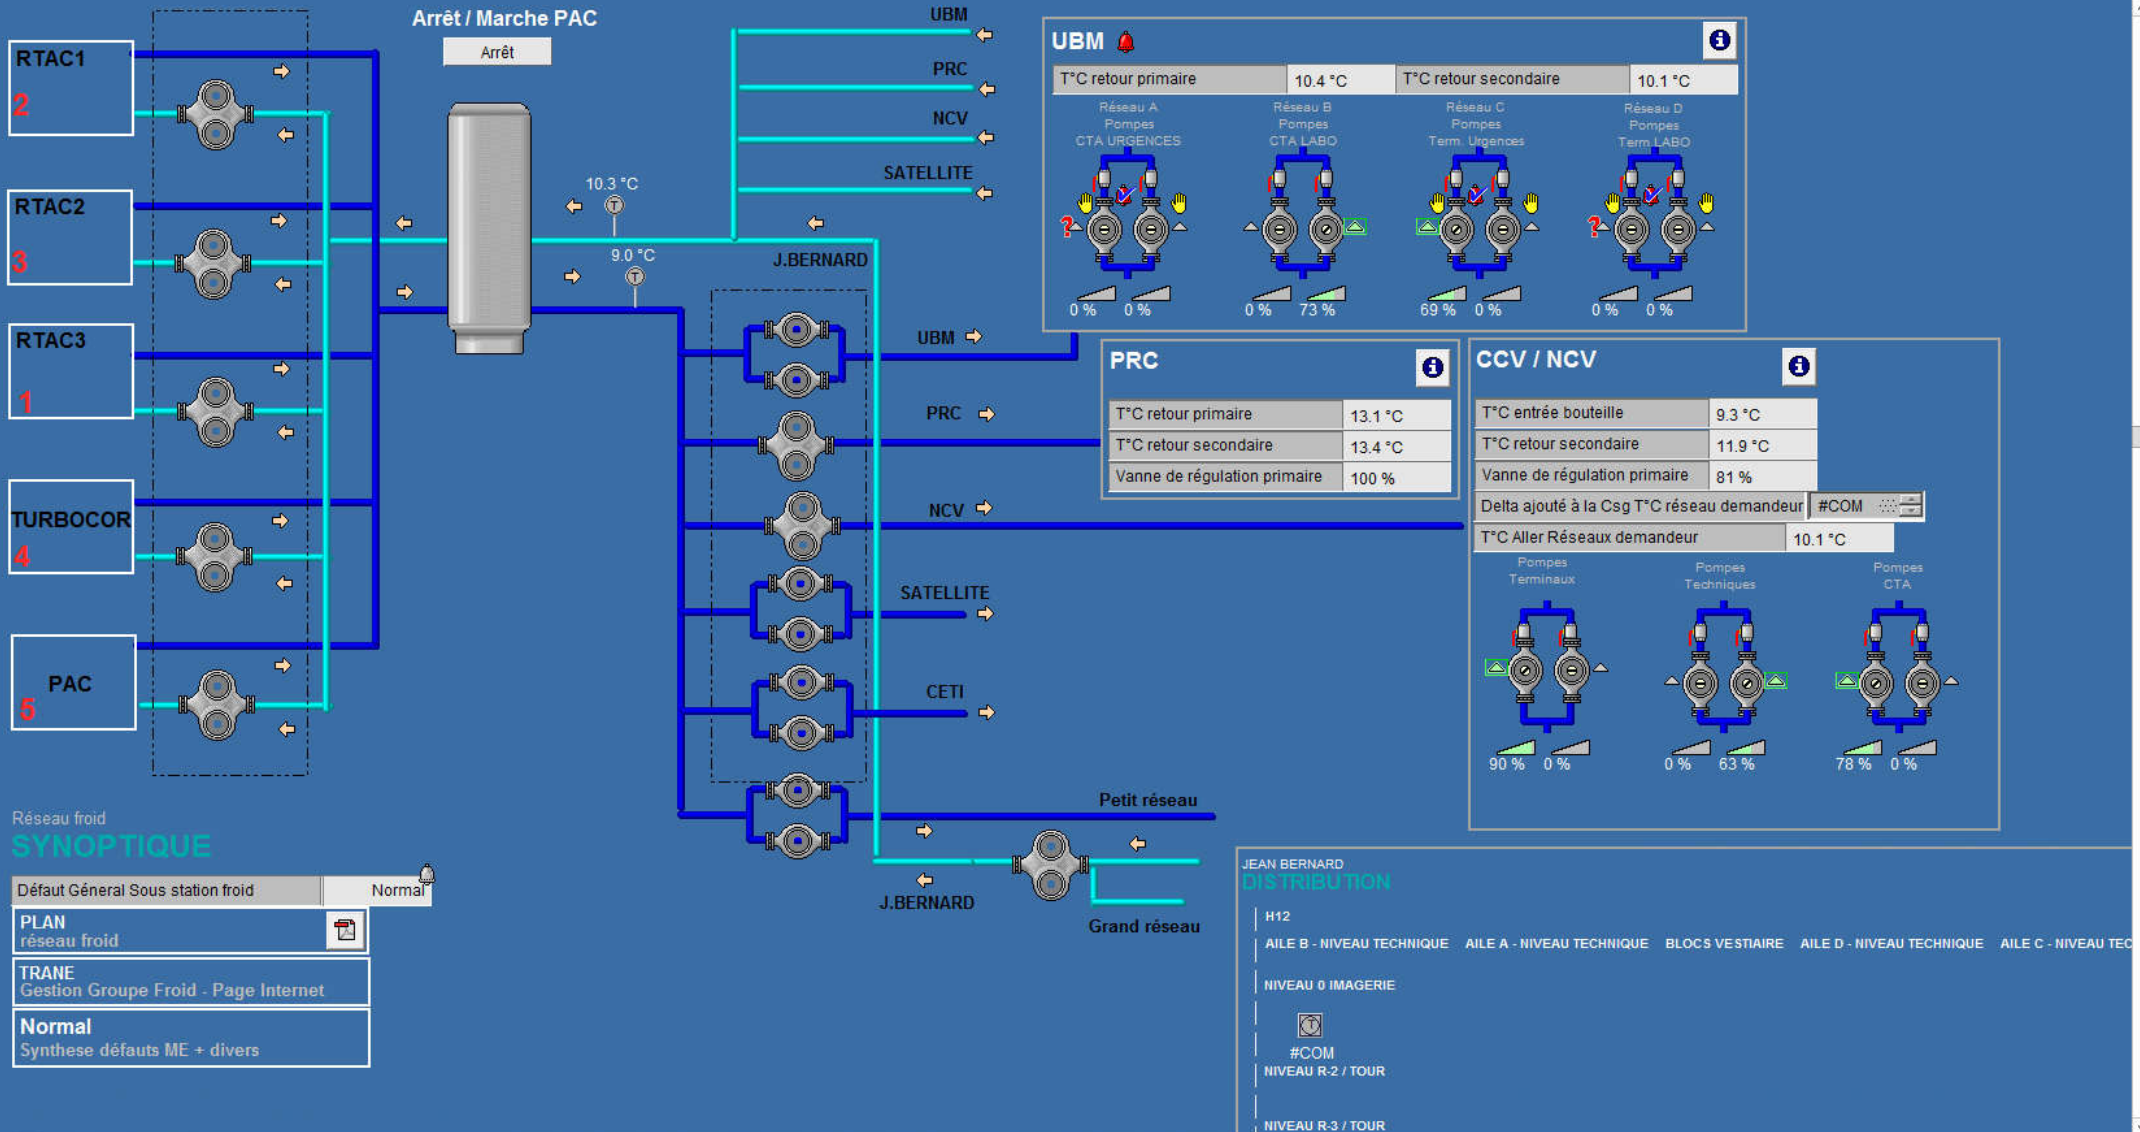 Arrêt / Marche PAC
Arrêt
RTAC1
2
RTAC2
3
RTAC3
1
TURBOCOR
4
PAC
5
10.3 °C
T
9.0 °C
T
UBM
PRC
NCV
SATELLITE
J.BERNARD
UBM
PRC
NCV
SATELLITE
CETI
Petit réseau
J.BERNARD
Grand réseau
UBM
T°C retour primaire 10.4 °C T°C retour secondaire 10.1 °C
Réseau A Réseau B Réseau C Réseau D
Pompes Pompes Pompes Pompes
CTA URGENCES CTA LABO Term. Urgences Term LABO
? ?
0 % 0 % 0 % 73 % 69 % 0 % 0 % 0 %
PRC
T°C retour primaire 13.1 °C
T°C retour secondaire 13.4 °C
Vanne de régulation primaire 100 %
CCV / NCV
T°C entrée bouteille 9.3 °C
T°C retour secondaire 11.9 °C
Vanne de régulation primaire 81 %
Delta ajouté à la Csg T°C réseau demandeur #COM
T°C Aller Réseaux demandeur 10.1 °C
Pompes Pompes Pompes
Terminaux Techniques CTA
90 % 0 % 0 % 63 % 78 % 0 %
Réseau froid
SYNOPTIQUE
Défaut Géneral Sous station froid Normal
PLAN
réseau froid
TRANE
Gestion Groupe Froid - Page Internet
Normal
Synthese défauts ME + divers
JEAN BERNARD
DISTRIBUTION
H12
AILE B - NIVEAU TECHNIQUE AILE A - NIVEAU TECHNIQUE BLOCS VESTIAIRE AILE D - NIVEAU TECHNIQUE AILE C - NIVEAU TEC
NIVEAU 0 IMAGERIE
T
#COM
NIVEAU R-2 / TOUR
NIVEAU R-3 / TOUR